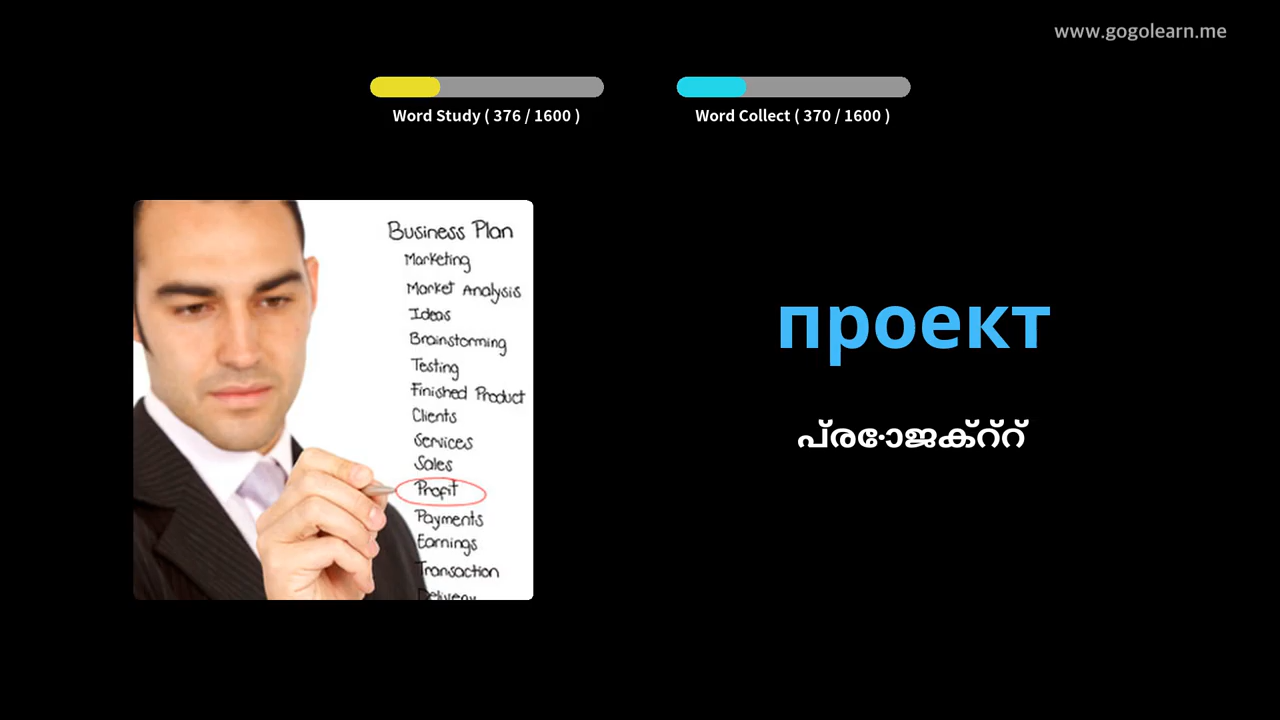 www.gogolearn.me
Word Study ( 376 / 1600 )
Word Collect ( 370 / 1600 )
Business Plan
Marketing
Market Analysis
Ideas
Brainstorming
Testing
Finished Product
Clients
Services
Sales
Profit
Payments
Earnings
Transaction
Delivery
проект
പ്രോജക്റ്റ്